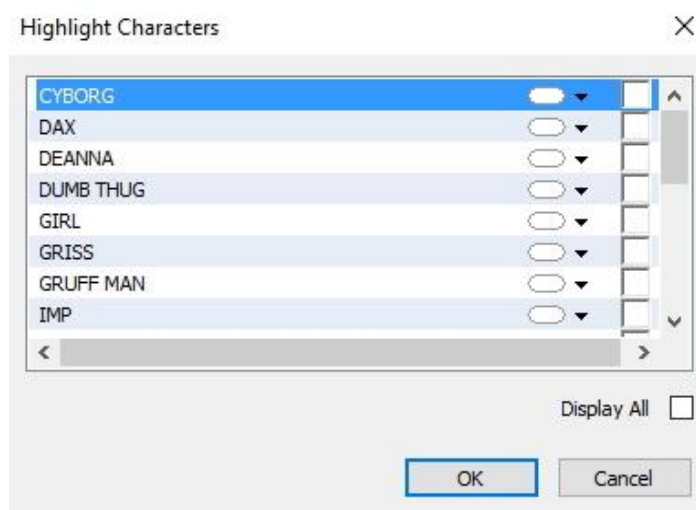 Highlight Characters
CYBORG
DAX
DEANNA
DUMB THUG
GIRL
GRISS
GRUFF MAN
IMP
Display All
OK Cancel